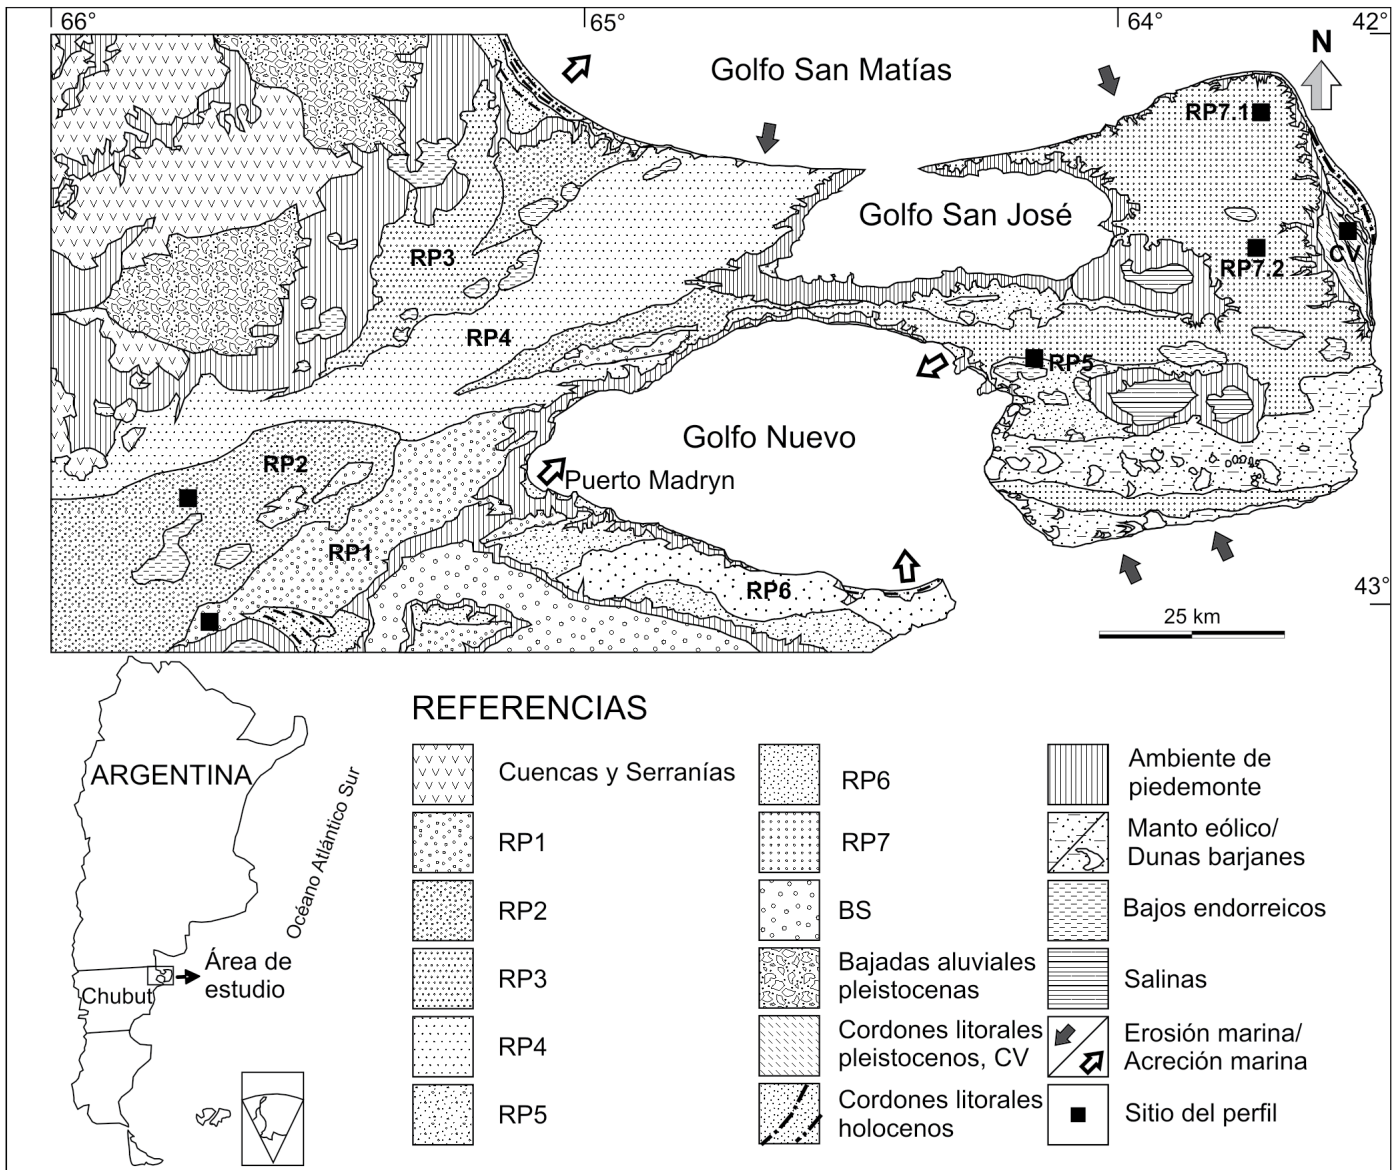 66°
65°
64°
42°
N
Golfo San Matías
RP7.1
Golfo San José
CV
RP3
RP7.2
RP4
RP5
Golfo Nuevo
RP2
Puerto Madryn
RP1
RP6
43°
25 km
ARGENTINA
Océano Atlántico Sur
Área de
estudio
Chubut
REFERENCIAS
Cuencas y Serranías
RP1
RP2
RP3
RP4
RP5
RP6
RP7
BS
Bajadas aluviales
pleistocenas
Cordones litorales
pleistocenos, CV
Cordones litorales
holocenos
Ambiente de
piedemonte
Manto eólico/
Dunas barjanes
Bajos endorreicos
Salinas
Erosión marina/
Acreción marina
Sitio del perfil